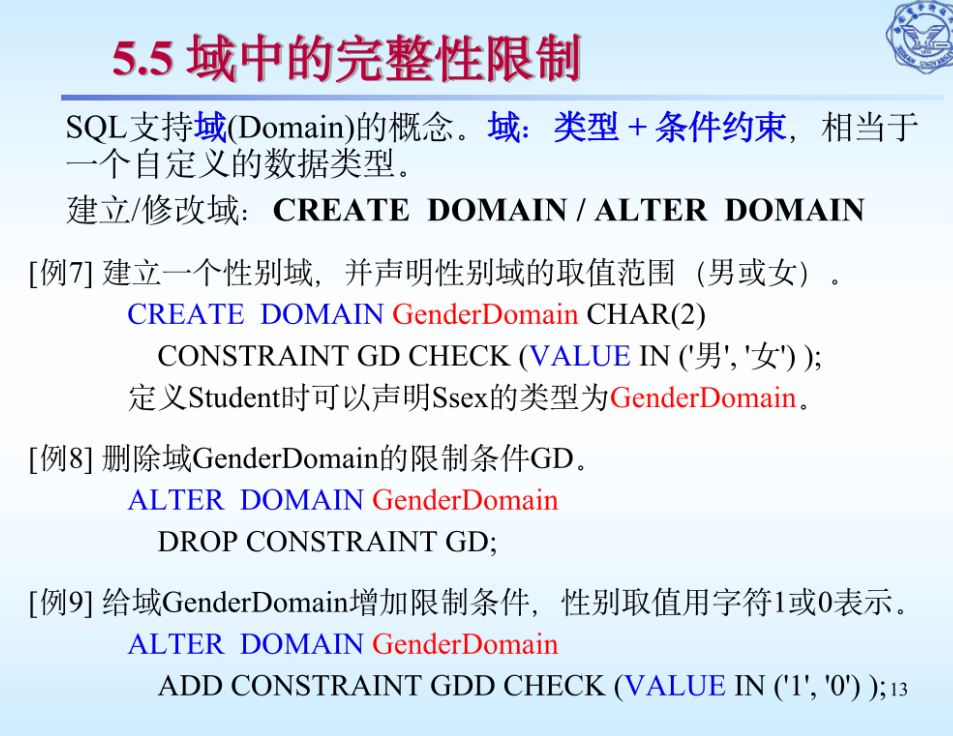 5.5 域中的完整性限制
SQL支持域(Domain)的概念。域：类型 + 条件约束，相当于
一个自定义的数据类型。
建立/修改域：CREATE DOMAIN / ALTER DOMAIN
[例7] 建立一个性别域，并声明性别域的取值范围（男或女）。
CREATE DOMAIN GenderDomain CHAR(2)
CONSTRAINT GD CHECK (VALUE IN ('男', '女') );
定义Student时可以声明Ssex的类型为GenderDomain。
[例8] 删除域GenderDomain的限制条件GD。
ALTER DOMAIN GenderDomain
DROP CONSTRAINT GD;
[例9] 给域GenderDomain增加限制条件，性别取值用字符1或0表示。
ALTER DOMAIN GenderDomain
ADD CONSTRAINT GDD CHECK (VALUE IN ('1', '0') );
13